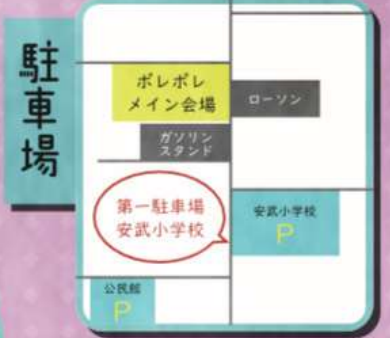 駐車場
ポレポレ
メイン会場
ローソン
ガソリン
スタンド
第一駐車場
安武小学校
安武小学校
P
公民館
P